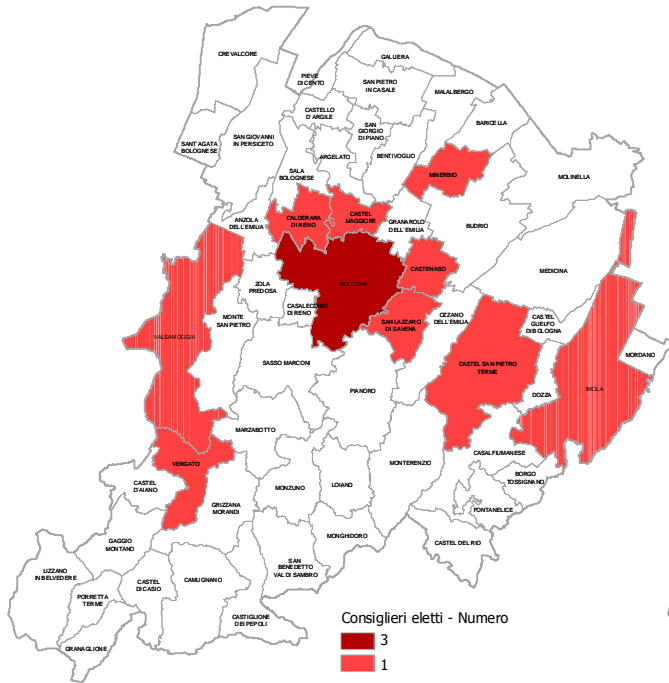 CREVALCORE
GALLIERA
PIEVE
DI CENTO
SAN PIETRO
IN CASALE
MALALBERGO
CASTELLO
D'ARGILE
SAN
GIORGIO
DI PIANO
BARICELLA
SANT'AGATA
BOLOGNESE
SAN GIOVANNI
IN PERSICETO
ARGELATO
BENTIVOGLIO
SALA
BOLOGNESE
MINERBIO
MOLINELLA
ANZOLA
DELL'EMILIA
CALDERARA
DI RENO
CASTEL
MAGGIORE
GRANAROLO
DELL'EMILIA
BUDRIO
CASTENASO
MEDICINA
ZOLA
PREDOSA
BOLOGNA
CASALECCHIO
DI RENO
MONTE
SAN PIETRO
SAN LAZZARO
DI SAVENA
OZZANO
DELL'EMILIA
CASTEL
GUELFO
DI BOLOGNA
VALSAMOGGIA
MORDANO
SASSO MARCONI
CASTEL SAN PIETRO
TERME
PIANORO
DOZZA
IMOLA
MARZABOTTO
CASALFIUMANESE
VERGATO
MONTERENZIO
BORGO
TOSSIGNANO
CASTEL
D'AIANO
MONZUNO
LOIANO
GRIZZANA
MORANDI
FONTANELICE
GAGGIO
MONTANO
MONGHIDORO
CASTEL DEL RIO
LIZZANO
IN BELVEDERE
SAN
BENEDETTO
VAL DI SAMBRO
CASTEL
DI CASIO
CAMUGNANO
PORRETTA
TERME
CASTIGLIONE
DEI PEPOLI
GRANAGLIONE
Consiglieri eletti - Numero
3
1